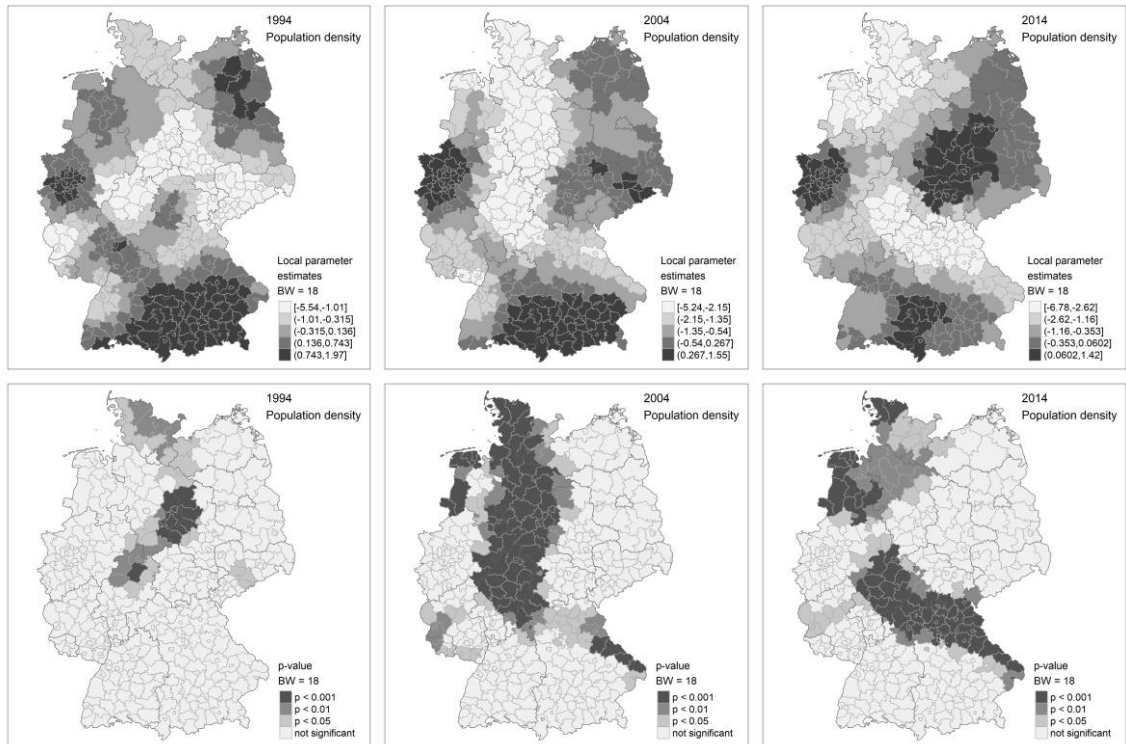 1994
Population density
Local parameter
estimates
BW = 18
[-5.54,-1.01]
(-1.01,-0.315]
(-0.315,0.136]
(0.136,0.743]
(0.743,1.97]
2004
Population density
Local parameter
estimates
BW = 18
[-5.24,-2.15]
(-2.15,-1.35]
(-1.35,-0.54]
(-0.54,0.267]
(0.267,1.55]
2014
Population density
Local parameter
estimates
BW = 18
[-6.78,-2.62]
(-2.62,-1.16]
(-1.16,-0.353]
(-0.353,0.0602]
(0.0602,1.42]
1994
Population density
p-value
BW = 18
p < 0.001
p < 0.01
p < 0.05
not significant
2004
Population density
p-value
BW = 18
p < 0.001
p < 0.01
p < 0.05
not significant
2014
Population density
p-value
BW = 18
p < 0.001
p < 0.01
p < 0.05
not significant